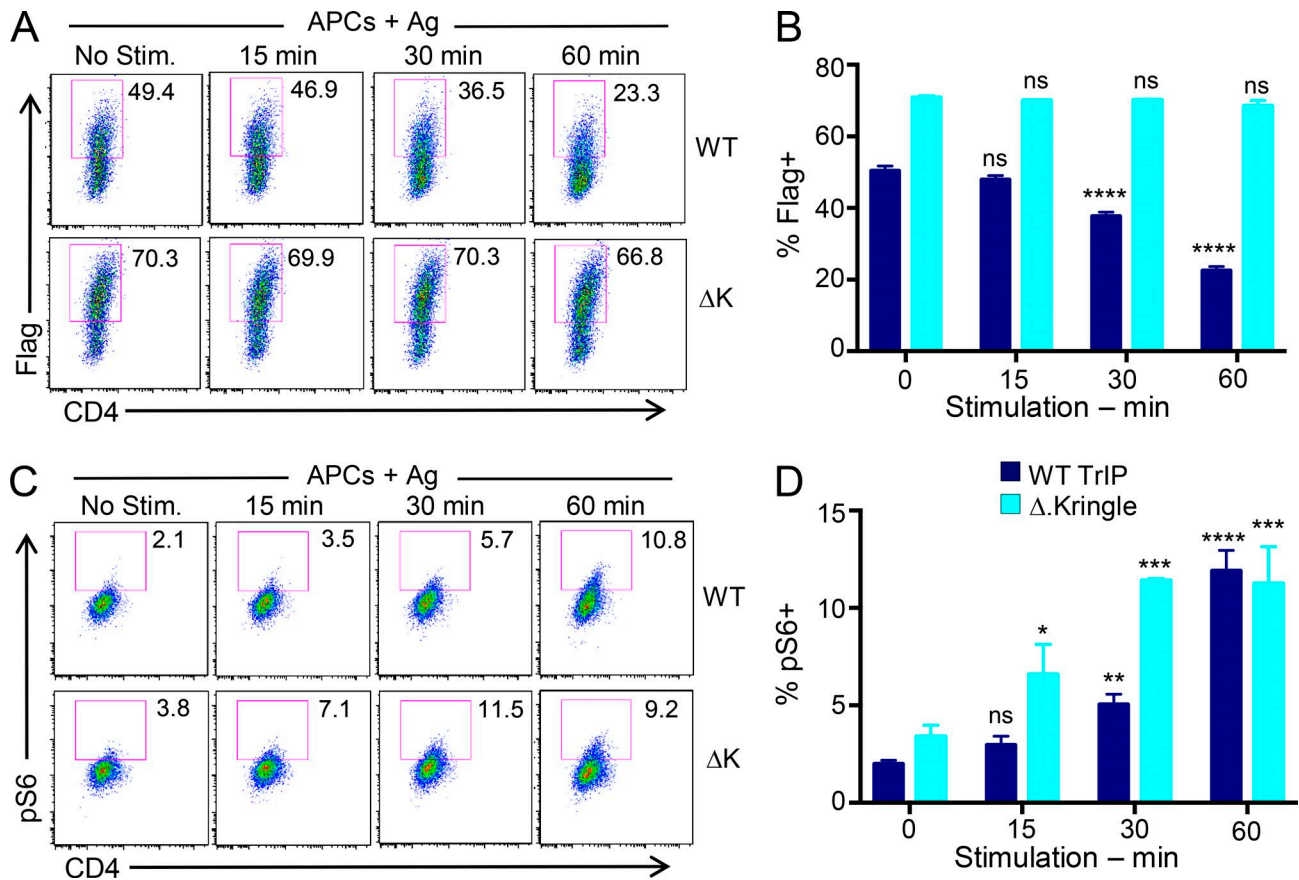 A
APCs + Ag
No Stim. 15 min 30 min 60 min
49.4 46.9 36.5 23.3
WT
70.3 69.9 70.3 66.8
ΔK
Flag
CD4
B
80
60
40
20
0
% Flag+
ns ns ns
ns **** ****
0 15 30 60
Stimulation – min
C
APCs + Ag
No Stim. 15 min 30 min 60 min
2.1 3.5 5.7 10.8
WT
3.8 7.1 11.5 9.2
ΔK
pS6
CD4
D
WT TrIP
Δ.Kringle
15
10
5
0
% pS6+
ns * ** *** **** ***
0 15 30 60
Stimulation – min